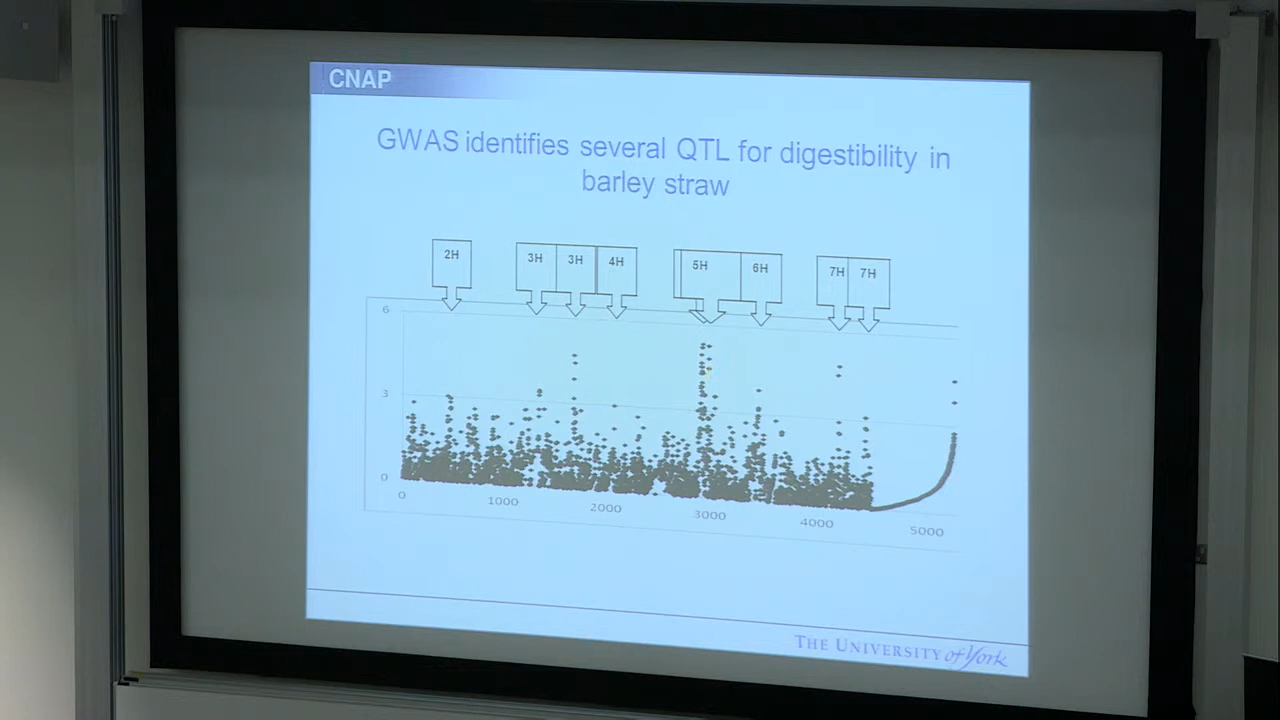 CNAP
GWAS identifies several QTL for digestibility in
barley straw
2H 3H 3H 4H 5H 6H 7H 7H
6
3
0
0 1000 2000 3000 4000 5000
THE UNIVERSITY of York